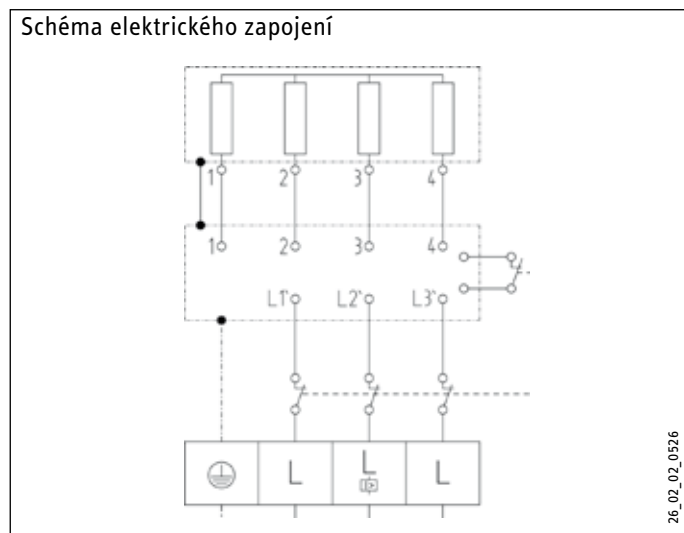 Schéma elektrického zapojení
1 2 3 4
1 2 3 4
L1` L2` L3`
L L L
26_02_02_0526